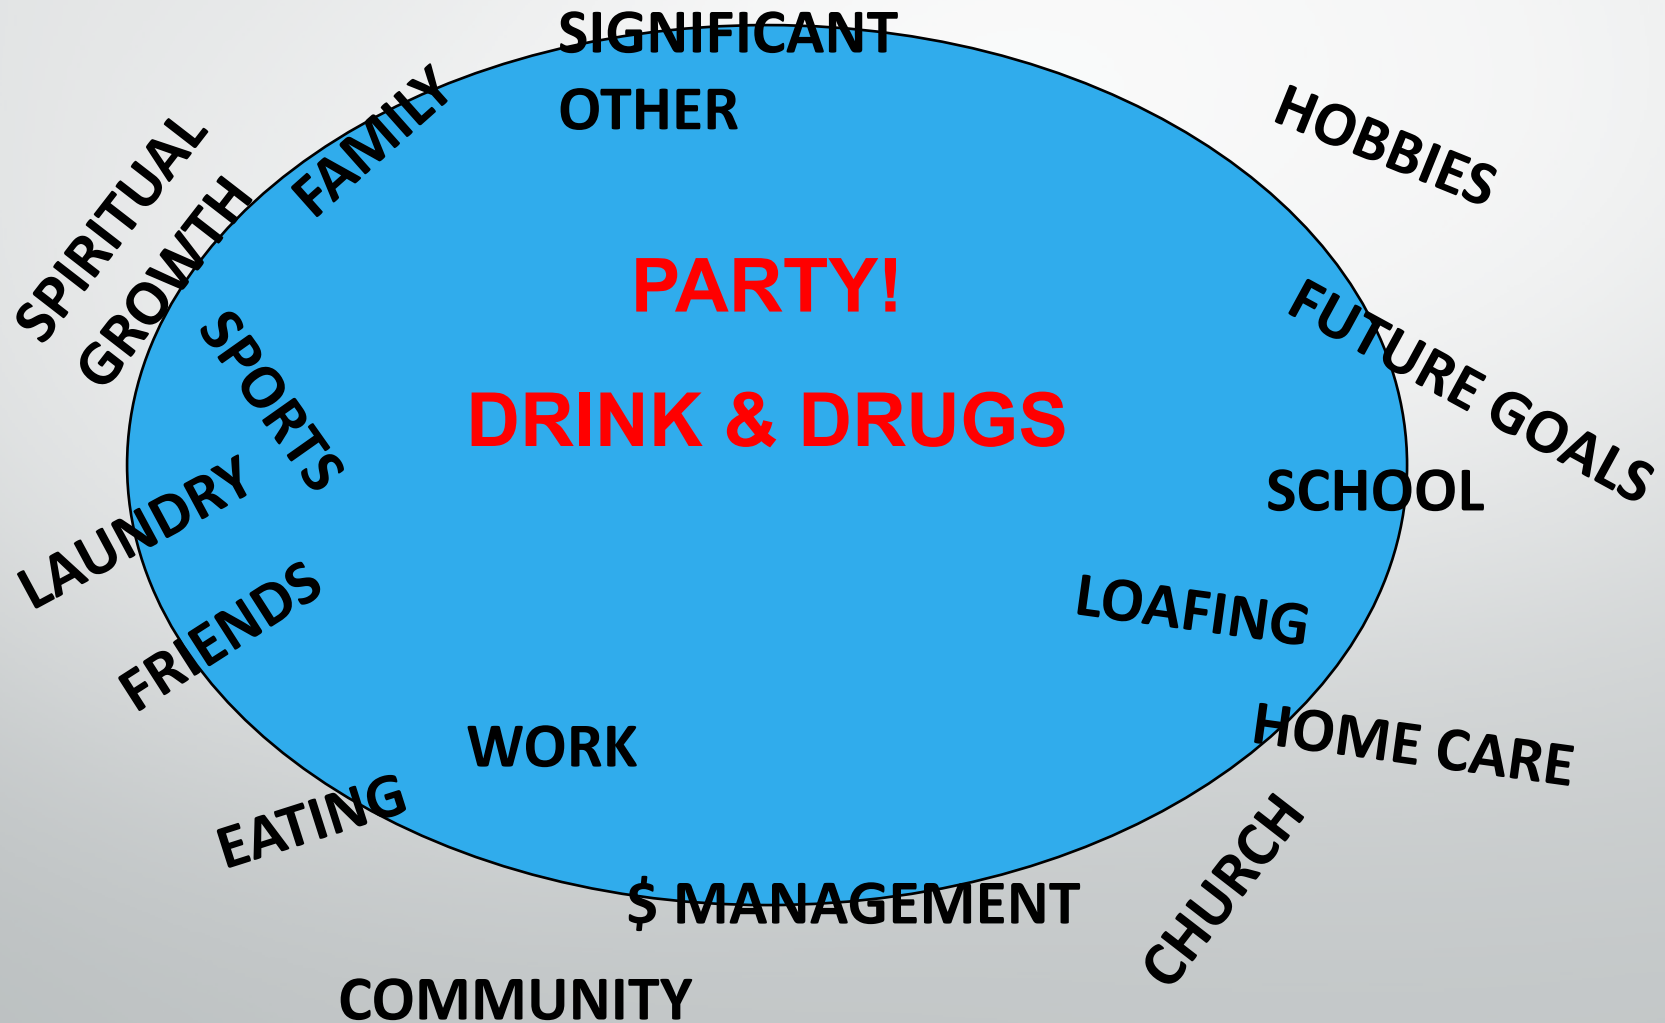 SIGNIFICANT
OTHER
FAMILY
HOBBIES
SPIRITUAL
GROWTH
PARTY!
DRINK & DRUGS
SPORTS
FUTURE GOALS
SCHOOL
LAUNDRY
LOAFING
FRIENDS
WORK
HOME CARE
EATING
$ MANAGEMENT
CHURCH
COMMUNITY